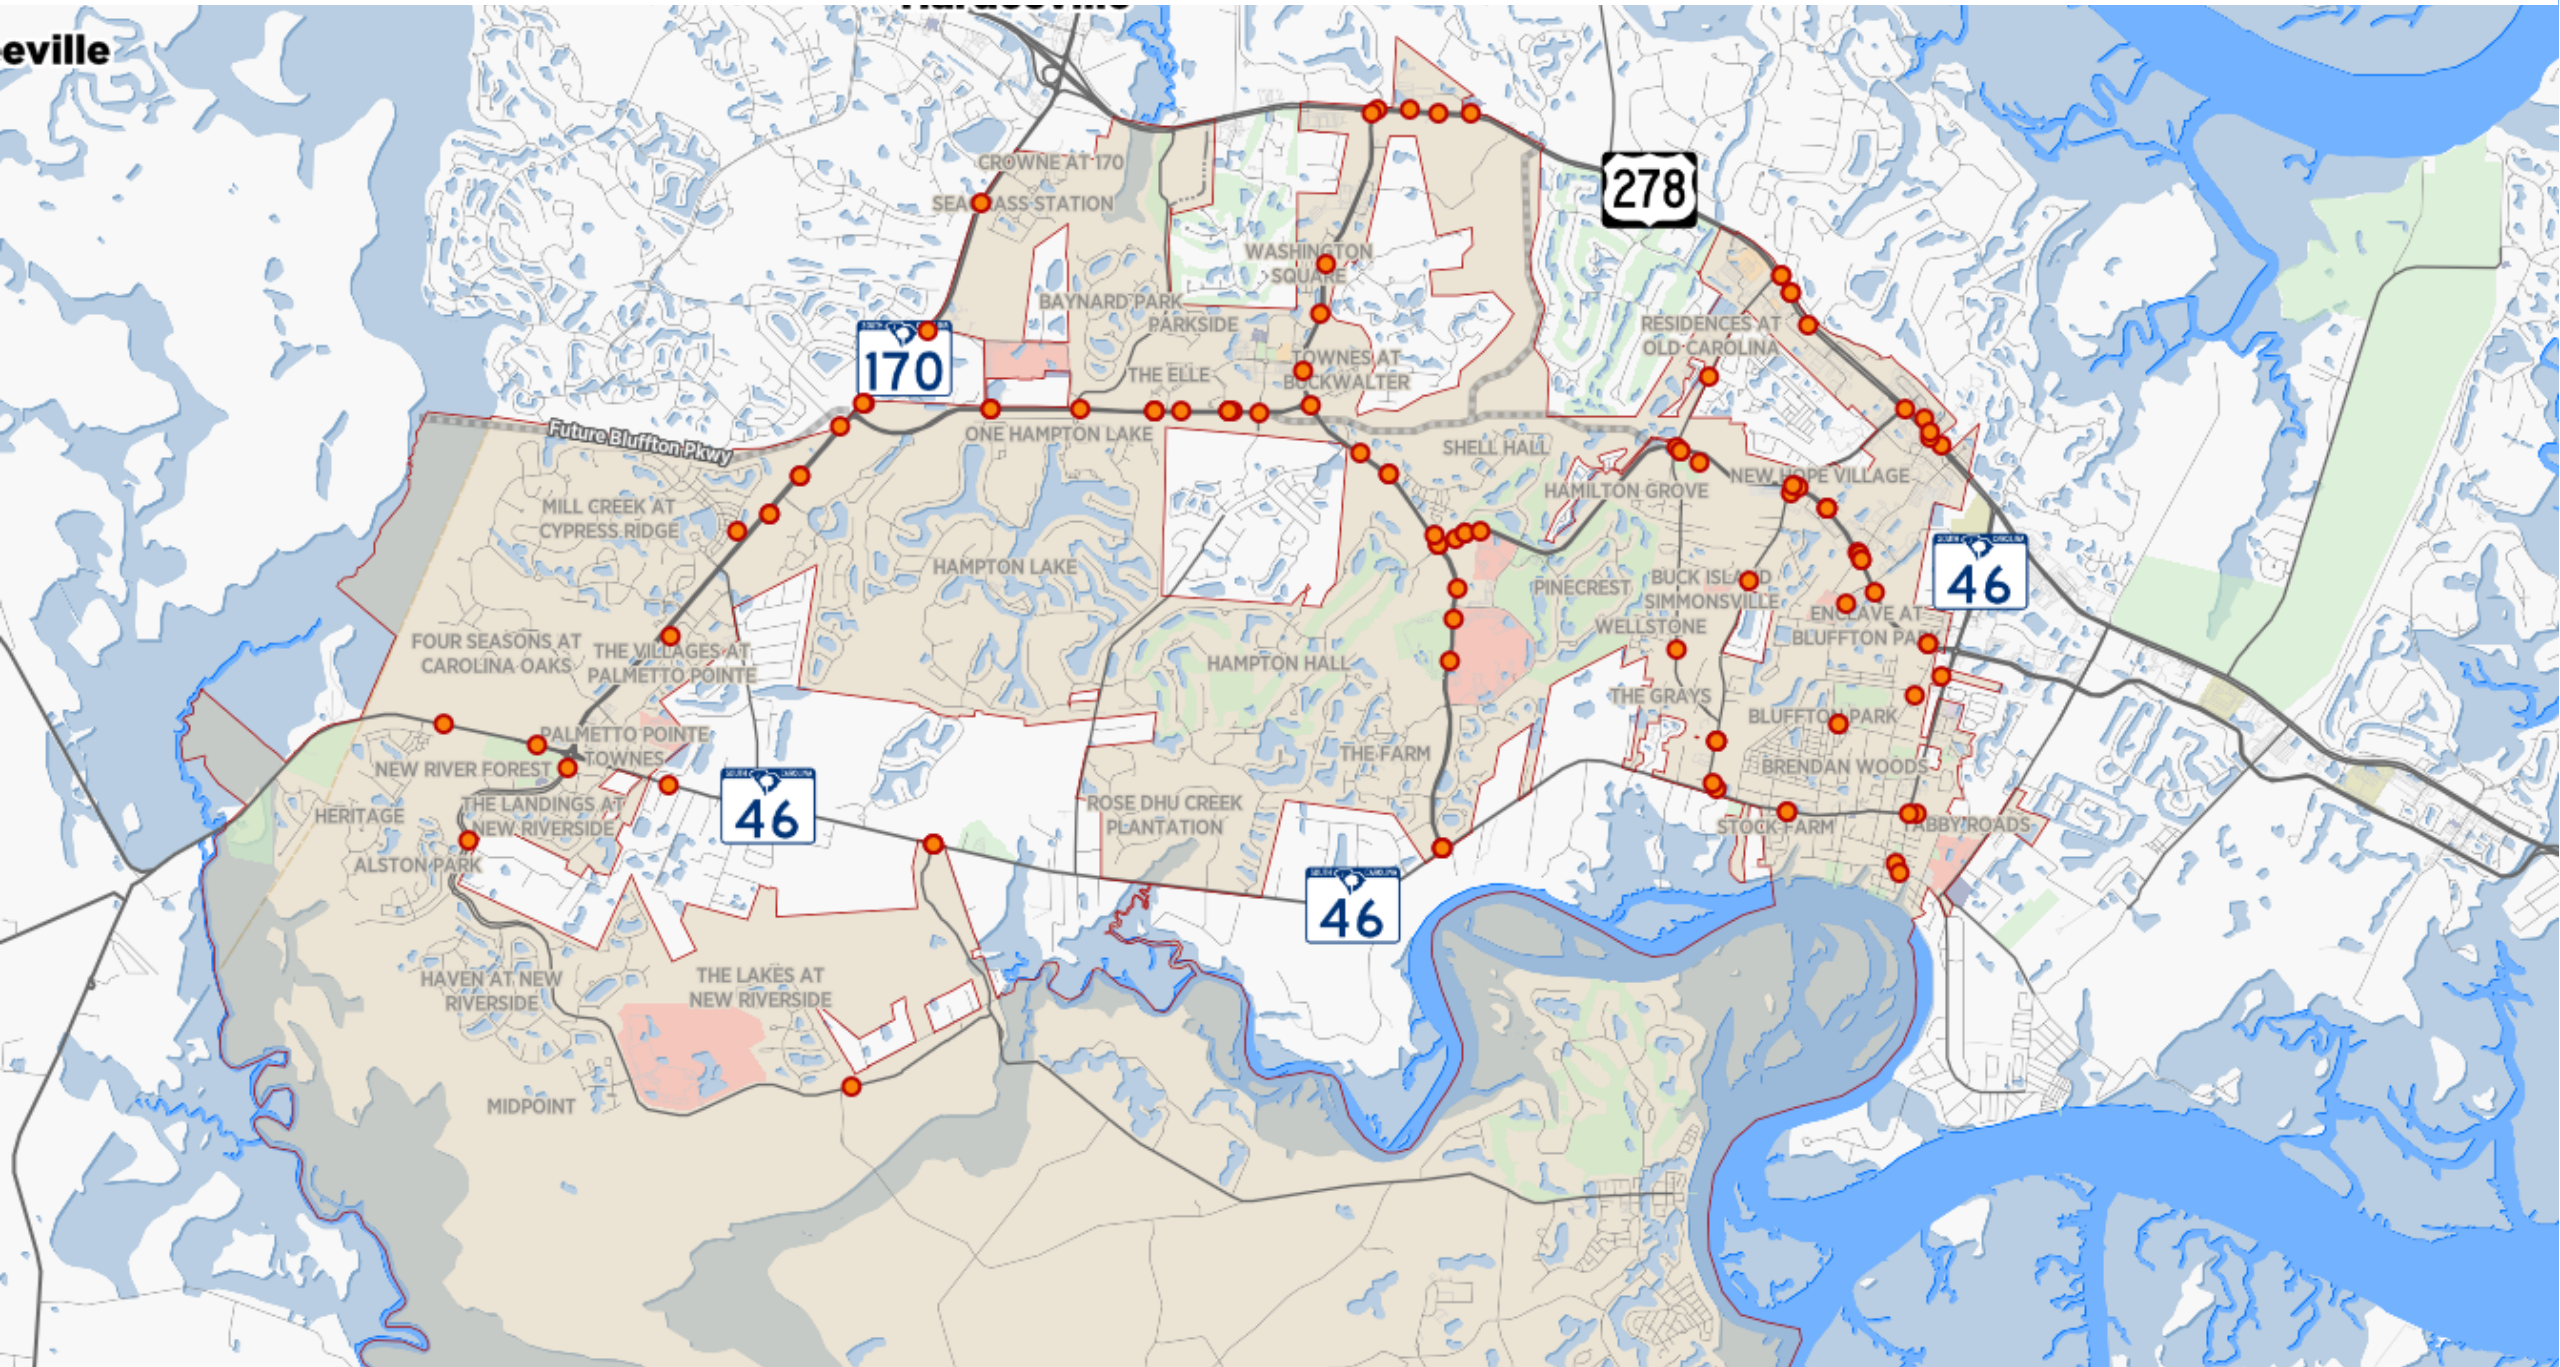 eville
278
CROWNE AT 170
WASHINGTON
SQUARE
BAYNARD PARK
PARKSIDE
RESIDENCES AT
OLD CAROLINA
170
THE ELLE
TOWNES AT
BUCKWALTER
Future Bluffton Pkwy
ONE HAMPTON LAKE
SHELL HALL
NEW HOPE VILLAGE
HAMILTON GROVE
MILL CREEK AT
CYPRESS RIDGE
HAMPTON LAKE
PINECREST
BUCK ISLAND
SIMMONSVILLE
46
ENCLAVE AT
BLUFFTON PARK
WELLSTONE
FOUR SEASONS AT
CAROLINA OAKS
THE VILLAGES AT
PALMETTO POINTE
HAMPTON HALL
THE GRAYS
BLUFFTON PARK
PALMETTO POINTE
TOWNES
THE FARM
NEW RIVER FOREST
BRENDAN WOODS
HERITAGE
THE LANDINGS AT
NEW RIVERSIDE
46
ROSE DHU CREEK
PLANTATION
STOCK FARM
TABBY ROADS
ALSTON PARK
46
HAVEN AT NEW
RIVERSIDE
THE LAKES AT
NEW RIVERSIDE
MIDPOINT